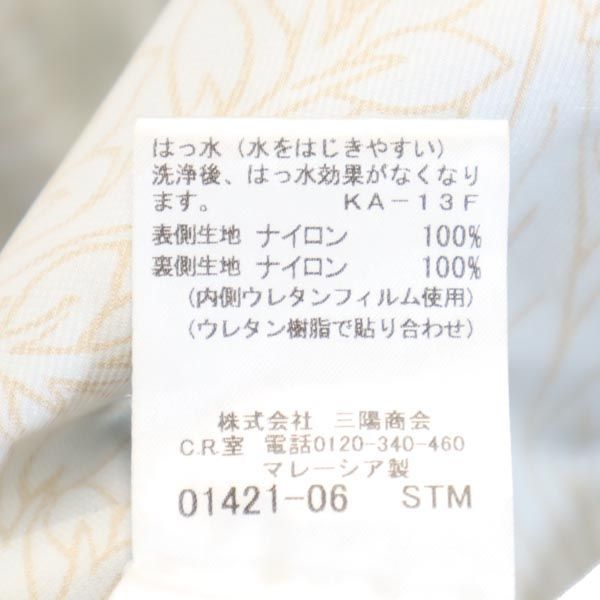 はっ水（水をはじきやすい）
洗浄後、はっ水効果がなくなり
ます。 KA－13F
表側生地 ナイロン 100%
裏側生地 ナイロン 100%
（内側ウレタンフィルム使用）
（ウレタン樹脂で貼り合わせ）
株式会社 三陽商会
C.R.室 電話0120-340-460
マレーシア製
01421-06 STM